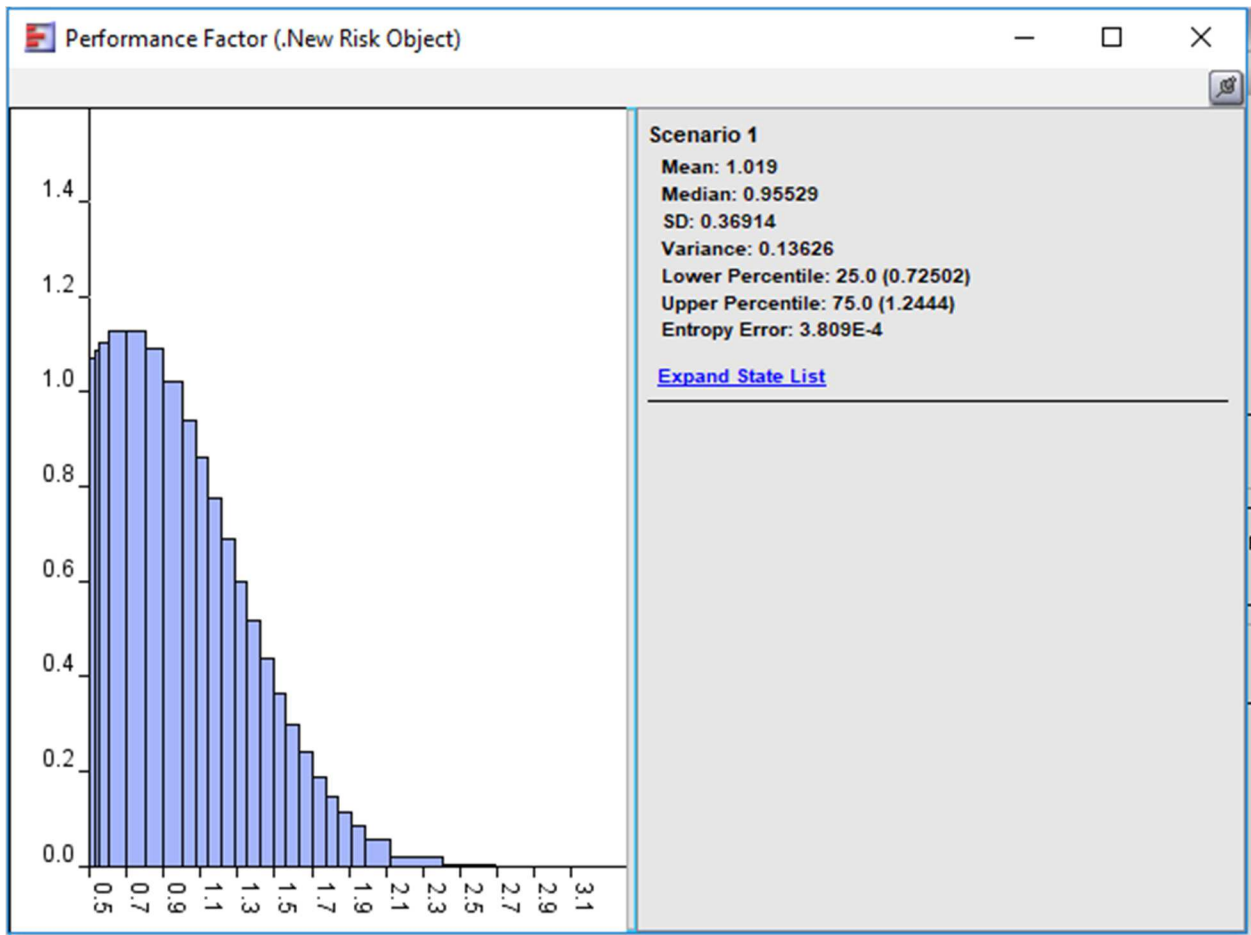 Performance Factor (.New Risk Object)
1.4
1.2
1.0
0.8
0.6
0.4
0.2
0.0
0.5 0.7 0.9 1.1 1.3 1.5 1.7 1.9 2.1 2.3 2.5 2.7 2.9 3.1
Scenario 1
Mean: 1.019
Median: 0.95529
SD: 0.36914
Variance: 0.13626
Lower Percentile: 25.0 (0.72502)
Upper Percentile: 75.0 (1.2444)
Entropy Error: 3.809E-4
Expand State List